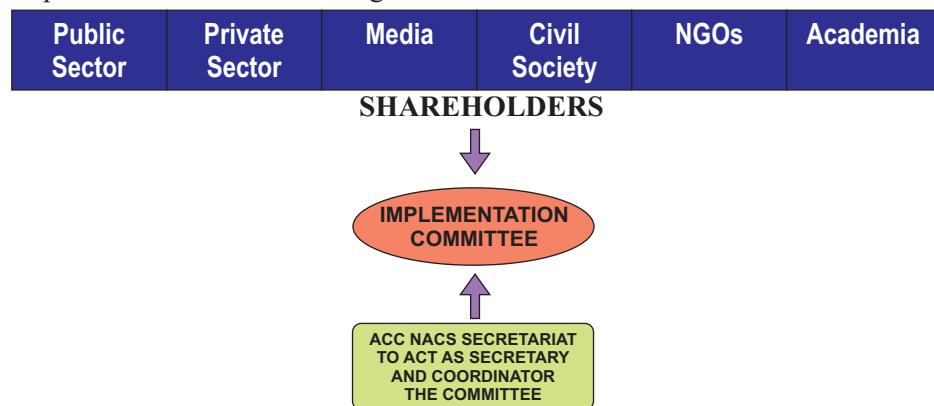 Public Sector
Private Sector
Media
Civil Society
NGOs
Academia
SHAREHOLDERS
IMPLEMENTATION
COMMITTEE
ACC NACS SECRETARIAT
TO ACT AS SECRETARY
AND COORDINATOR
THE COMMITTEE